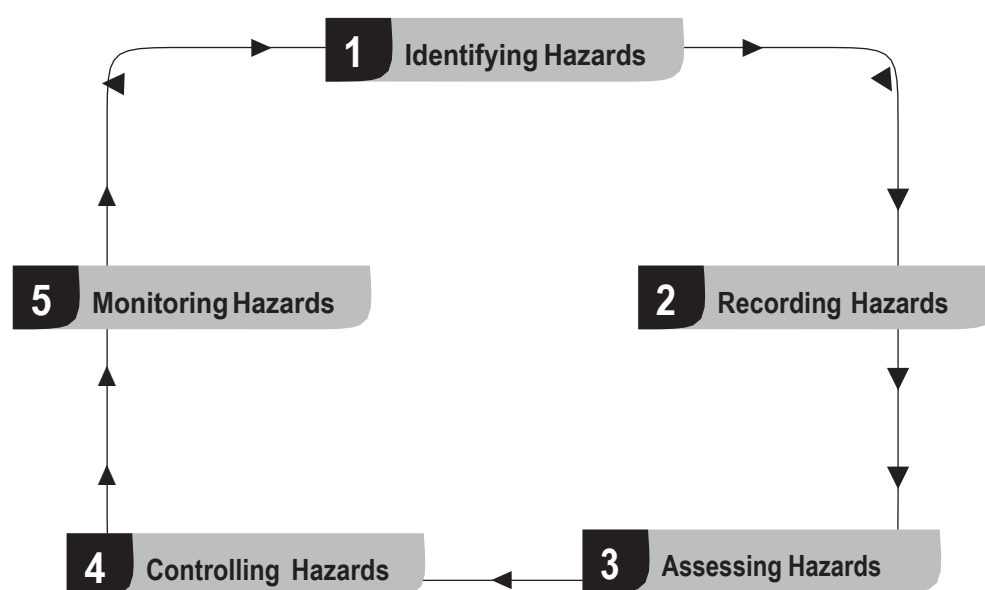 1 Identifying Hazards
2 Recording Hazards
3 Assessing Hazards
4 Controlling Hazards
5 Monitoring Hazards